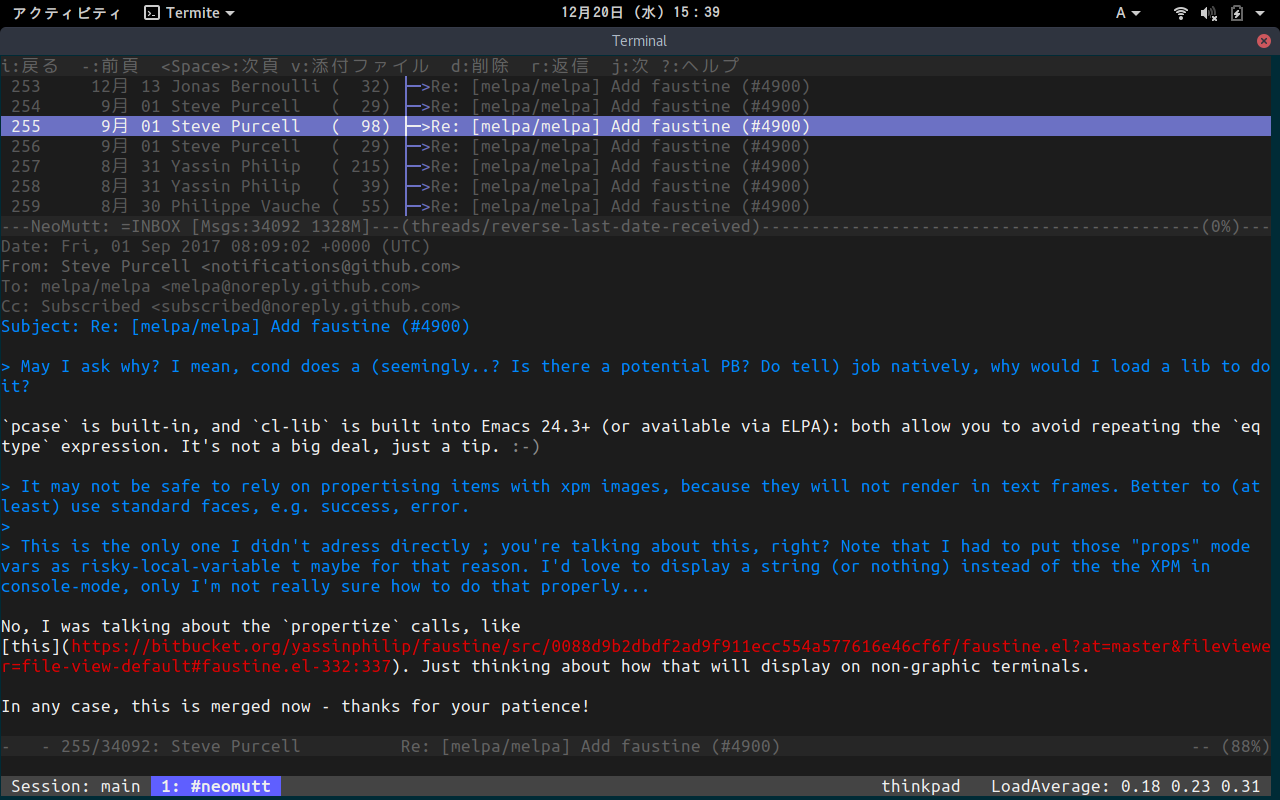 アクティビティ Termite 12月20日 (水) 15：39 A
Terminal
i:戻る -:前頁 <Space>:次頁 v:添付ファイル d:削除 r:返信 j:次 ?:ヘルプ
253 12月 13 Jonas Bernoulli ( 32) ├─>Re: [melpa/melpa] Add faustine (#4900)
254 9月 01 Steve Purcell ( 29) ├─>Re: [melpa/melpa] Add faustine (#4900)
255 9月 01 Steve Purcell ( 98) ├─>Re: [melpa/melpa] Add faustine (#4900)
256 9月 01 Steve Purcell ( 29) ├─>Re: [melpa/melpa] Add faustine (#4900)
257 8月 31 Yassin Philip ( 215) ├─>Re: [melpa/melpa] Add faustine (#4900)
258 8月 31 Yassin Philip ( 39) ├─>Re: [melpa/melpa] Add faustine (#4900)
259 8月 30 Philippe Vauche ( 55) ├─>Re: [melpa/melpa] Add faustine (#4900)
---NeoMutt: =INBOX [Msgs:34092 1328M]---(threads/reverse-last-date-received)--------------------------------------------(0%)---
Date: Fri, 01 Sep 2017 08:09:02 +0000 (UTC)
From: Steve Purcell <notifications@github.com>
To: melpa/melpa <melpa@noreply.github.com>
Cc: Subscribed <subscribed@noreply.github.com>
Subject: Re: [melpa/melpa] Add faustine (#4900)
> May I ask why? I mean, cond does a (seemingly..? Is there a potential PB? Do tell) job natively, why would I load a lib to do
it?
`pcase` is built-in, and `cl-lib` is built into Emacs 24.3+ (or available via ELPA): both allow you to avoid repeating the `eq
type` expression. It's not a big deal, just a tip. :-)
> It may not be safe to rely on propertising items with xpm images, because they will not render in text frames. Better to (at
least) use standard faces, e.g. success, error.
>
> This is the only one I didn't adress directly ; you're talking about this, right? Note that I had to put those "props" mode
vars as risky-local-variable t maybe for that reason. I'd love to display a string (or nothing) instead of the the XPM in
console-mode, only I'm not really sure how to do that properly...
No, I was talking about the `propertize` calls, like
[this](https://bitbucket.org/yassinphilip/faustine/src/0088d9b2dbdf2ad9f911ecc554a577616e46cf6f/faustine.el?at=master&fileviewe
r=file-view-default#faustine.el-332:337). Just thinking about how that will display on non-graphic terminals.
In any case, this is merged now - thanks for your patience!
-   - 255/34092: Steve Purcell Re: [melpa/melpa] Add faustine (#4900) -- (88%)
Session: main 1: #neomutt thinkpad LoadAverage: 0.18 0.23 0.31